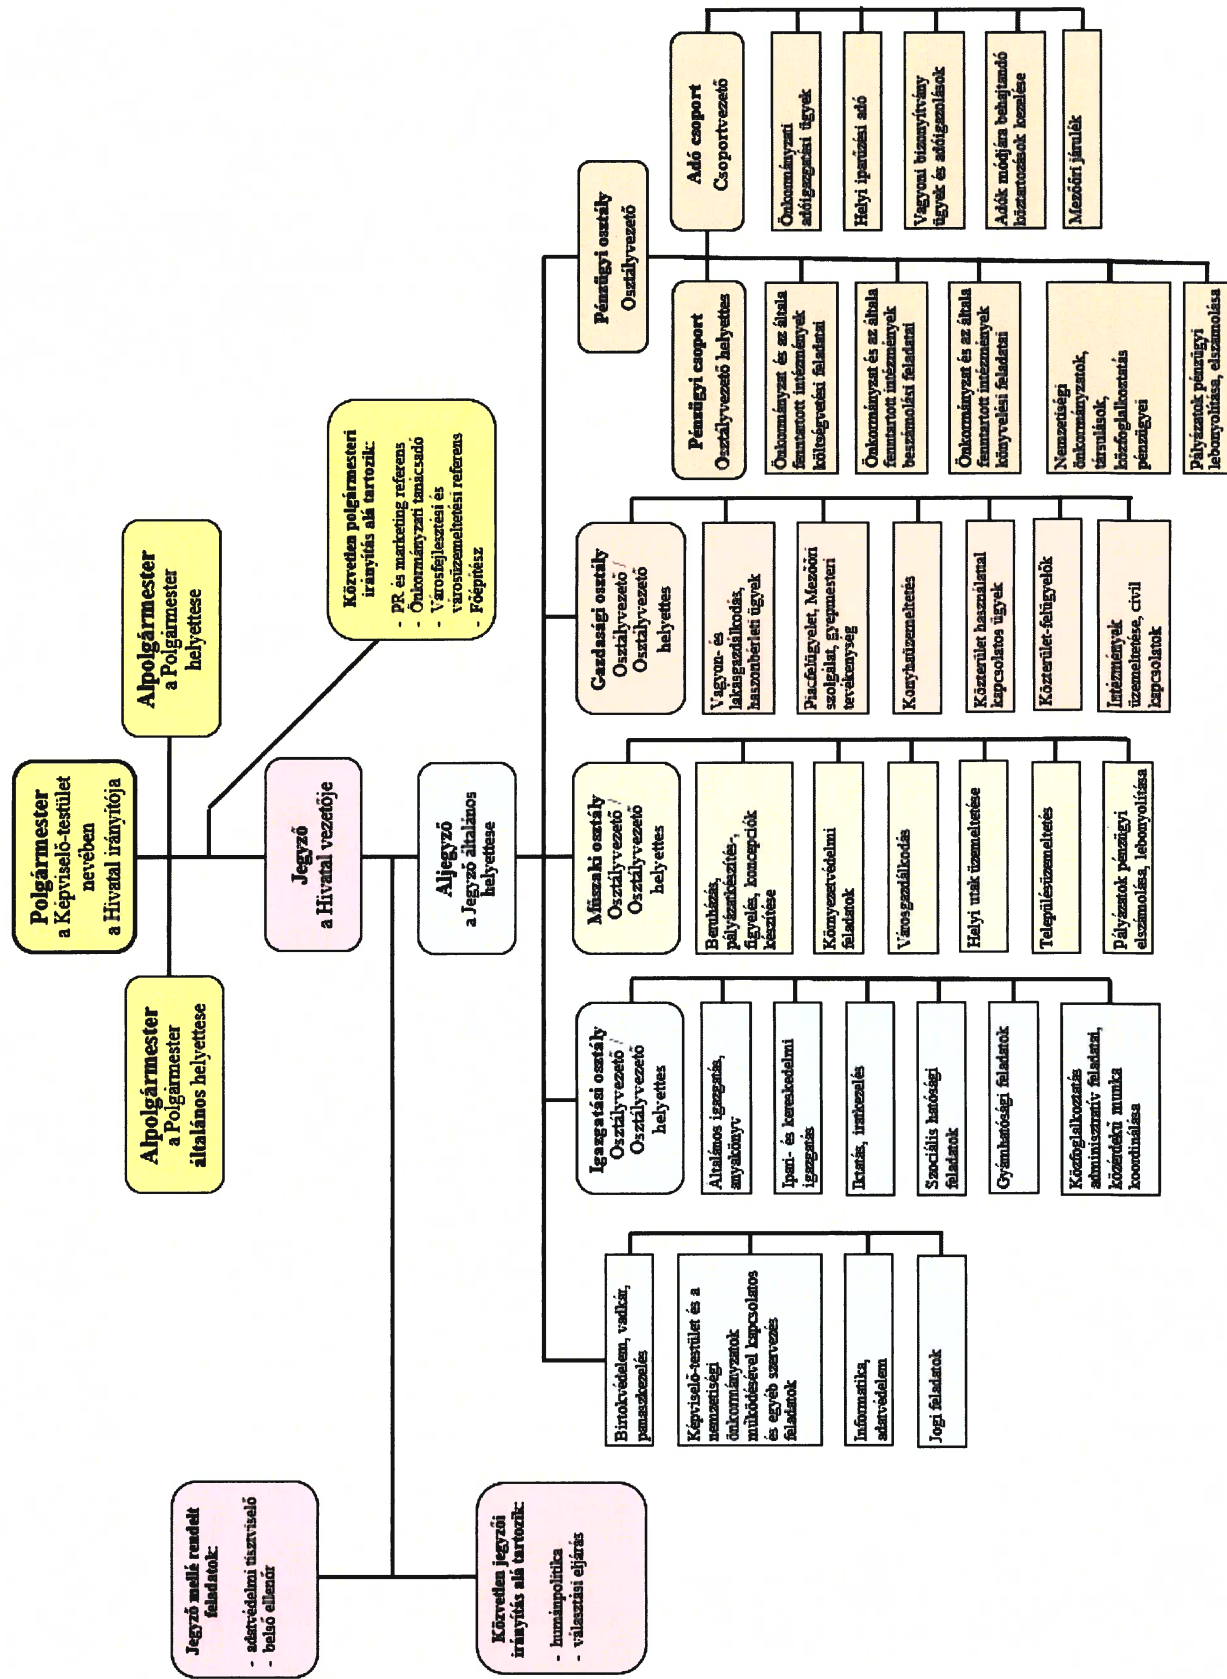 Polgármester
a Képviselő-testület
nevében
a Hivatal irányítója
Alpolgármester
a Polgármester
általános helyettese
Alpolgármester
a Polgármester
helyettese
Közvetlen polgármesteri
irányítás alá tartozik:
- PR és marketing referens
- Önkormányzati tanácsadó
- Városfejlesztési és
városüzemeltetési referens
- Főépítész
Jegyző
a Hivatal vezetője
Jegyző mellé rendelt
feladatok:
- adatvédelmi tisztviselő
- belső ellenőr
Közvetlen jegyzői
irányítás alá tartozik:
- humánpolitika
- választási eljárás
Aljegyző
a Jegyző általános
helyettese
Birtokvédelem, vadkár,
panaszkezelés
Képviselő-testület és a
nemzetiségi
önkormányzatok
működésével kapcsolatos
és egyéb szervezés
feladatok
Informatika,
adatvédelem
Jogi feladatok
Igazgatási osztály
Osztályvezető /
Osztályvezető
helyettes
Általános igazgatás,
anyakönyv
Ipari- és kereskedelmi
igazgatás
Iktatás, iratkezelés
Szociális hatósági
feladatok
Gyámhatósági feladatok
Közfoglalkoztatás
adminisztratív feladatai,
közérdekű munka
koordinálása
Műszaki osztály
Osztályvezető /
Osztályvezető
helyettes
Beruházás,
pályázatkészítés-,
figyelés, koncepciók
készítése
Környezetvédelmi
feladatok
Városgazdálkodás
Helyi utak üzemeltetése
Településüzemeltetés
Pályázatok pénzügyi
elszámolása, lebonyolítása
Gazdasági osztály
Osztályvezető /
Osztályvezető
helyettes
Vagyon- és
lakásgazdálkodás,
haszonbérleti ügyek
Piacfelügyelet, Mezőőri
szolgálat, gyepmesteri
tevékenység
Konyhaüzemeltetés
Közterület használattal
kapcsolatos ügyek
Közterület-felügyelők
Intézmények
üzemeltetése, civil
kapcsolatok
Pénzügyi osztály
Osztályvezető
Pénzügyi csoport
Osztályvezető helyettes
Önkormányzat és az általa
fenntartott intézmények
költségvetési feladatai
Önkormányzat és az általa
fenntartott intézmények
beszámolási feladatai
Önkormányzat és az általa
fenntartott intézmények
könyvelési feladatai
Nemzetiségi
önkormányzatok,
társulások,
közfoglalkoztatás
pénzügyei
Pályázatok pénzügyi
lebonyolítása, elszámolása
Adó csoport
Csoportvezető
Önkormányzati
adóigazgatási ügyek
Helyi iparűzési adó
Vagyoni bizonyítvány
ügyek és adóigazolások
Adók módjára behajtandó
köztartozások kezelése
Mezőőri járulék